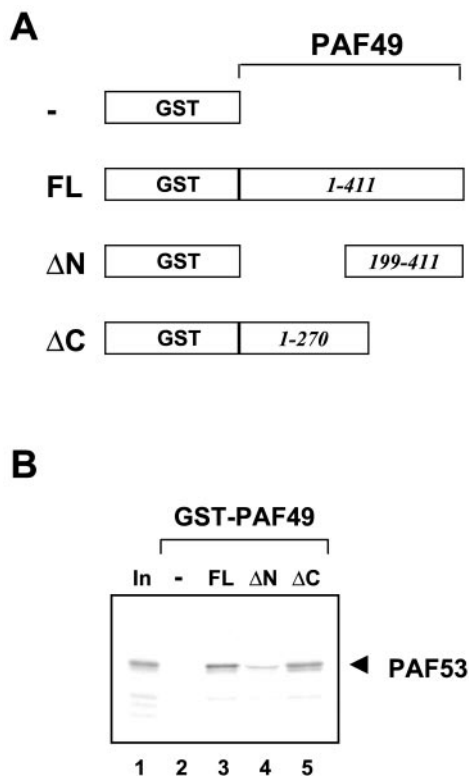 A
PAF49
- GST
FL GST 1-411
ΔN GST 199-411
ΔC GST 1-270
B
GST-PAF49
In - FL ΔN ΔC
◄ PAF53
1 2 3 4 5